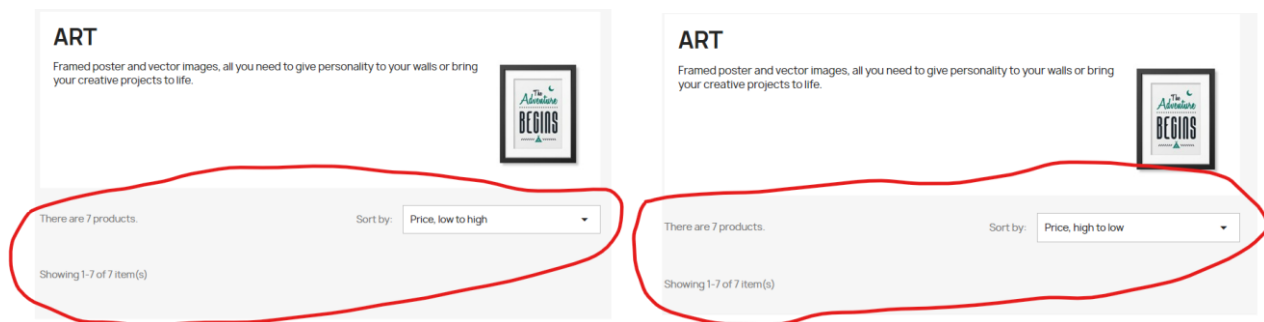 ART
Framed poster and vector images, all you need to give personality to your walls or bring
your creative projects to life.
The
Adventure
BEGINS
There are 7 products.
Sort by:
Price, low to high
Showing 1-7 of 7 item(s)
ART
Framed poster and vector images, all you need to give personality to your walls or bring
your creative projects to life.
The
Adventure
BEGINS
There are 7 products.
Sort by:
Price, high to low
Showing 1-7 of 7 item(s)